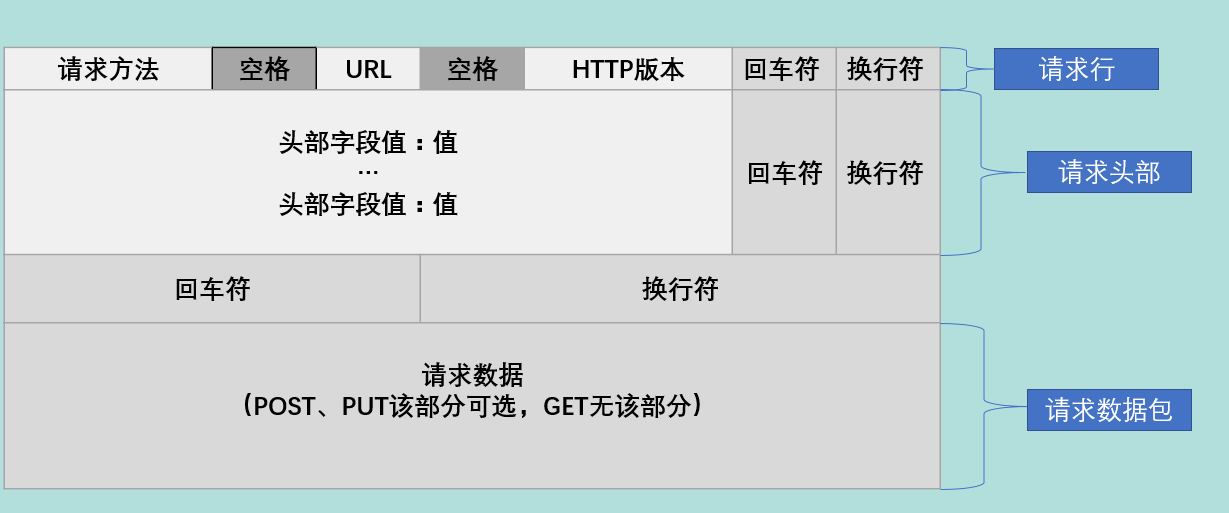 请求方法 空格 URL 空格 HTTP版本 回车符 换行符 请求行
头部字段值：值
...
头部字段值：值
回车符 换行符 请求头部
回车符 换行符
请求数据
（POST、PUT该部分可选，GET无该部分）
请求数据包